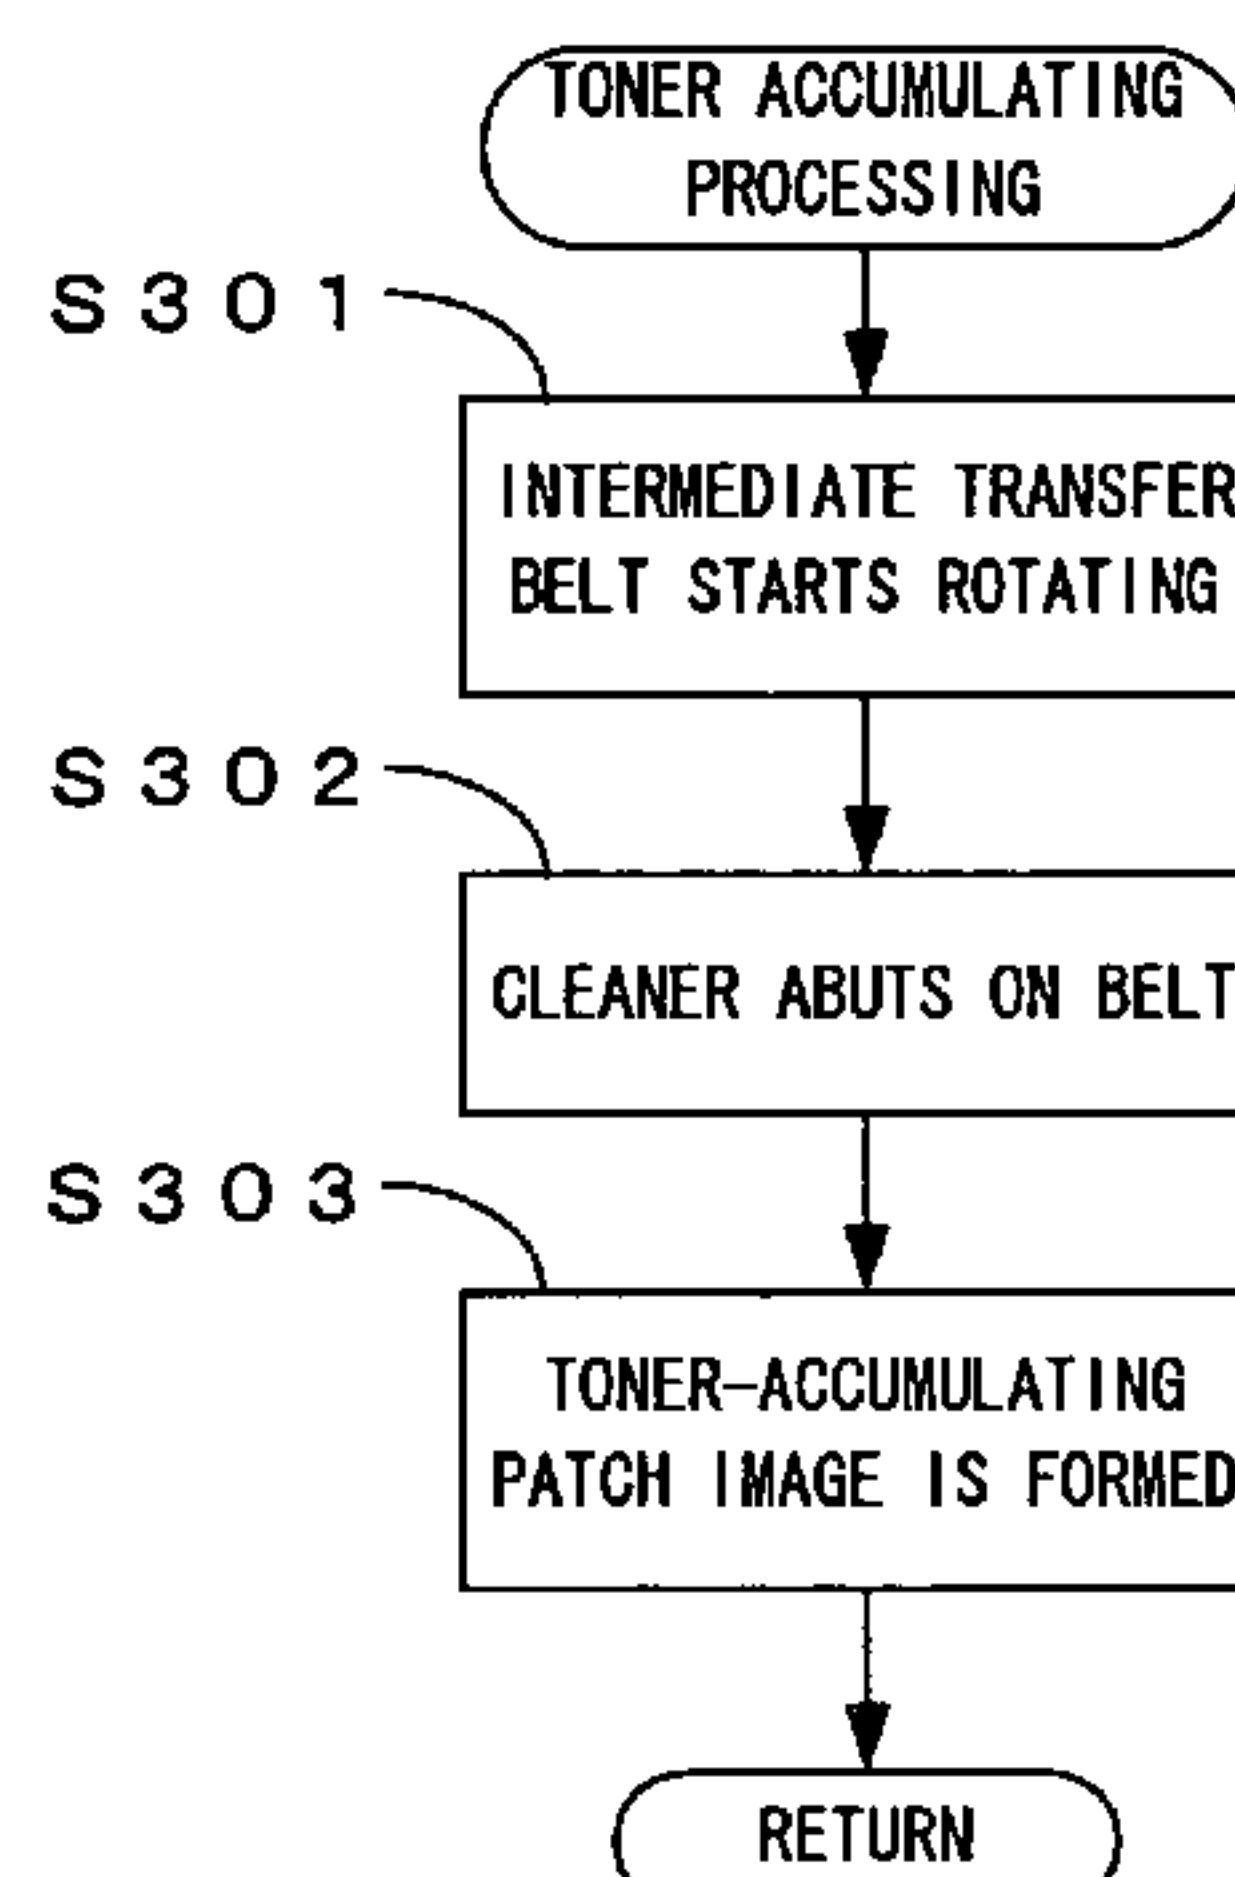 TONER ACCUMULATING
PROCESSING
S301
INTERMEDIATE TRANSFER
BELT STARTS ROTATING
S302
CLEANER ABUTS ON BELT
S303
TONER-ACCUMULATING
PATCH IMAGE IS FORMED
RETURN